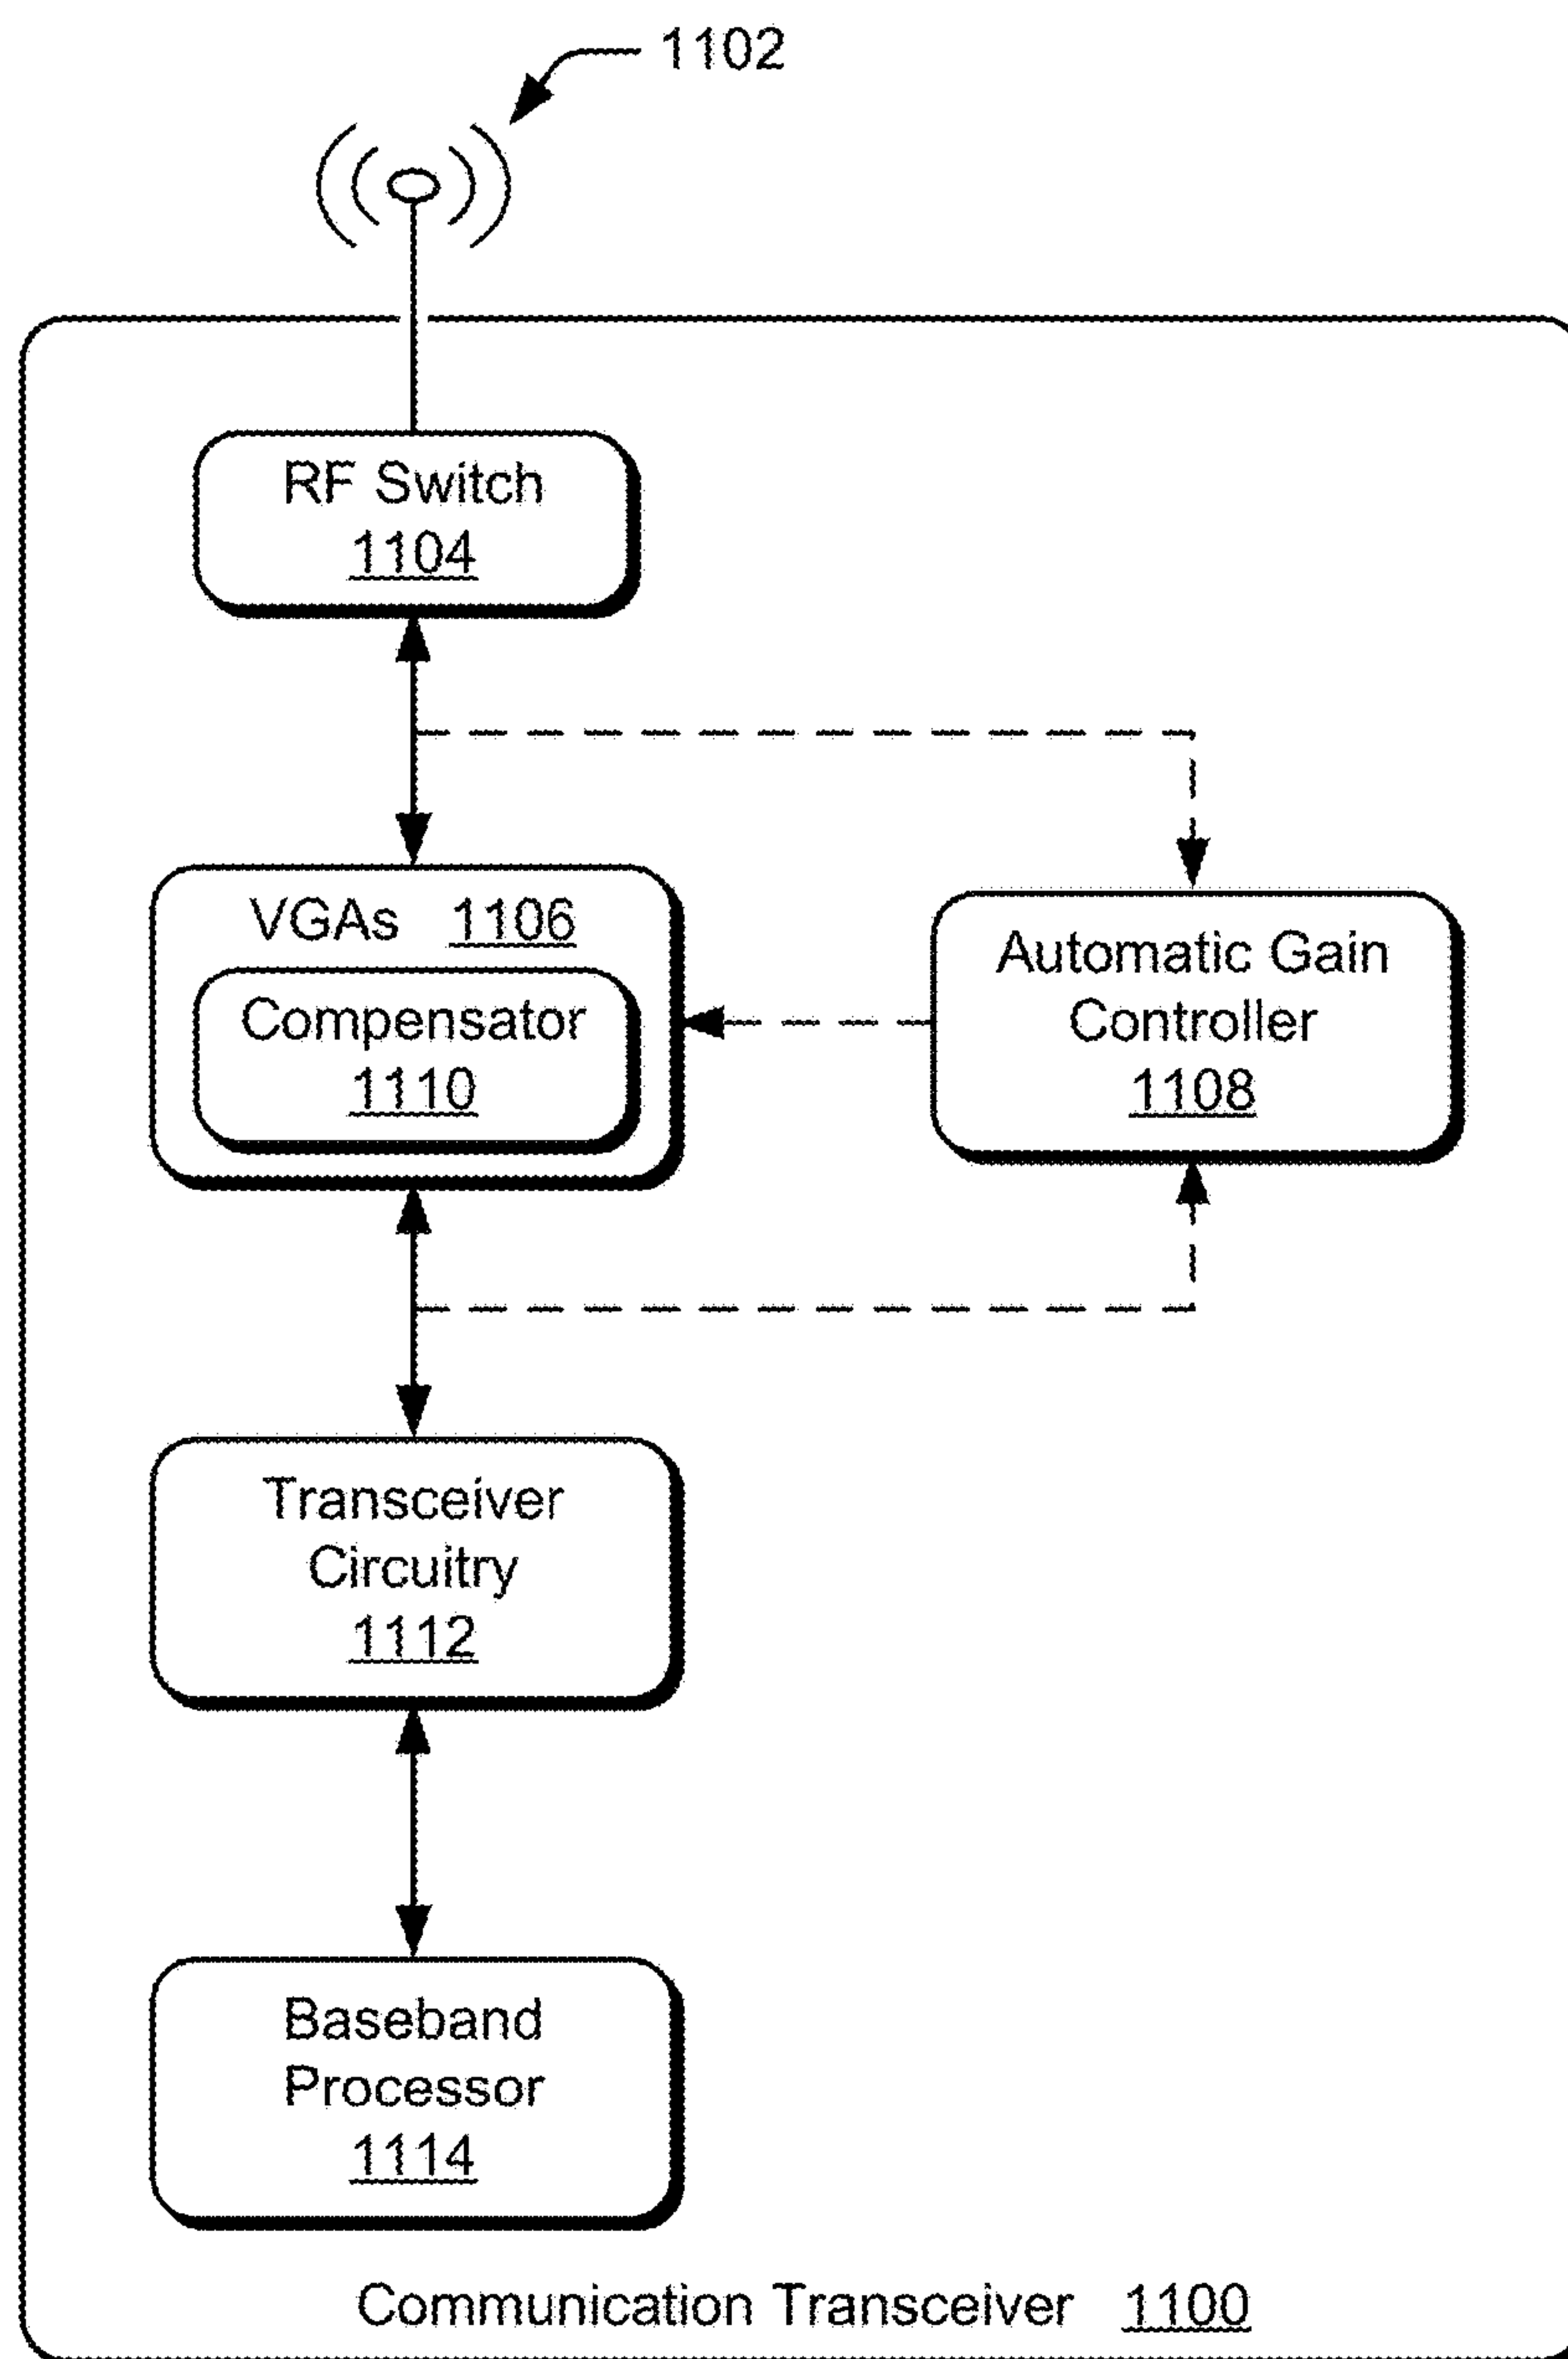 1102
RF Switch
1104
VGAs 1106
Compensator
1110
Automatic Gain
Controller
1108
Transceiver
Circuitry
1112
Baseband
Processor
1114
Communication Transceiver 1100